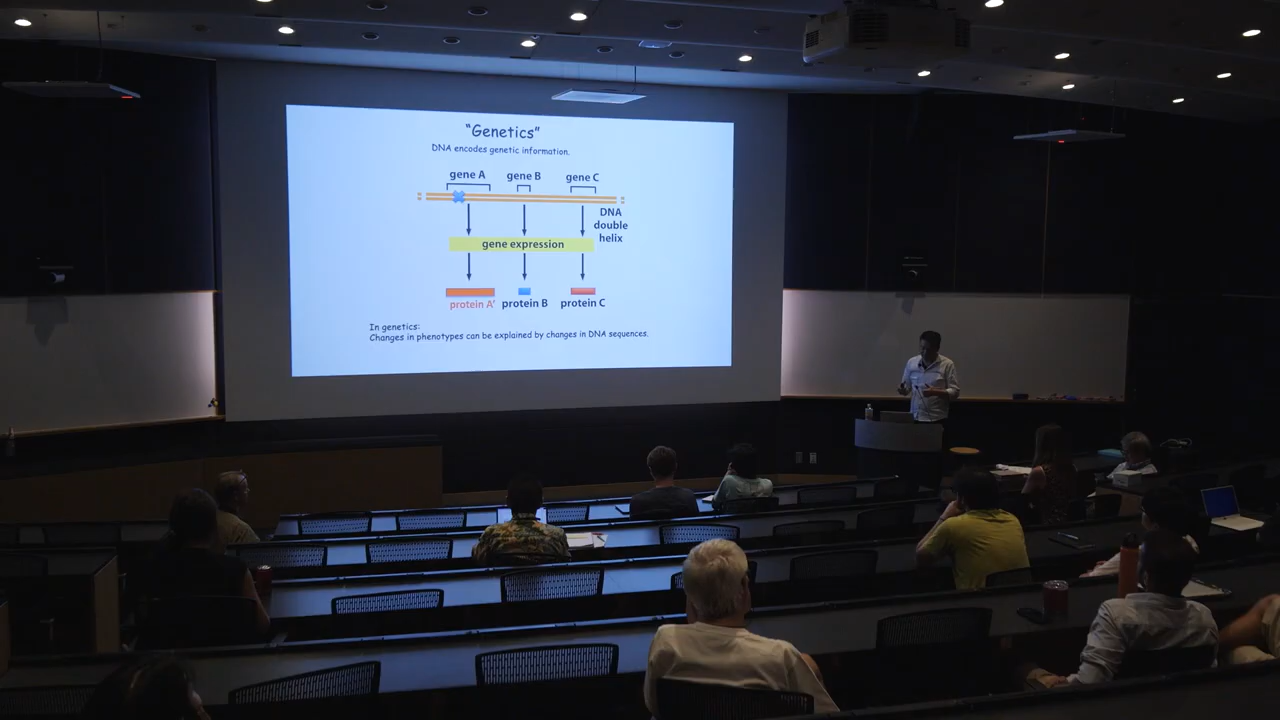 "Genetics"
DNA encodes genetic information.
gene A gene B gene C
DNA
double
helix
gene expression
protein A' protein B protein C
In genetics:
Changes in phenotypes can be explained by changes in DNA sequences.